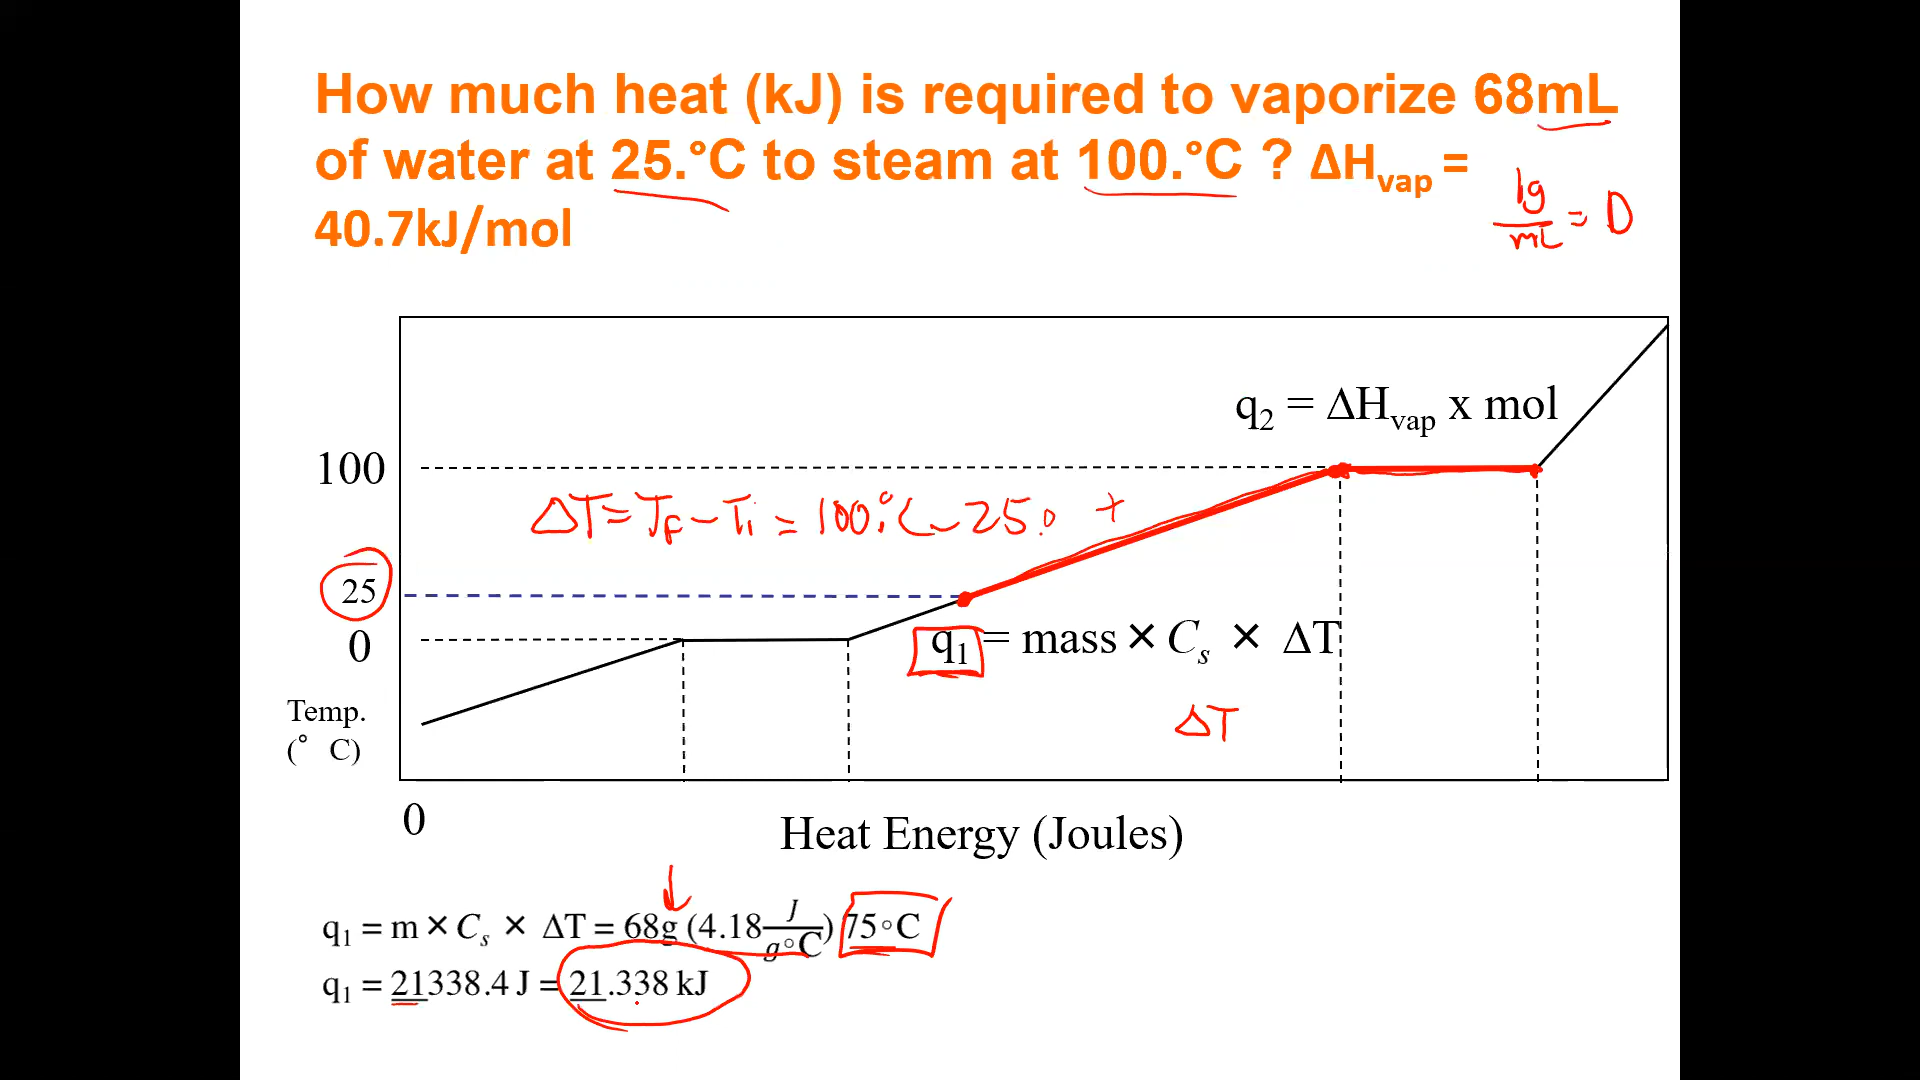 How much heat (kJ) is required to vaporize 68mL
of water at 25.°C to steam at 100.°C ? ΔHvap =
40.7kJ/mol
1g
mL = D
q2 = ΔHvap x mol
100
ΔT = Tf - Ti = 100.°C - 25.° +
25
0
q1 = mass × Cs × ΔT
Temp.
(° C)
ΔT
0
Heat Energy (Joules)
q1 = m × Cs × ΔT = 68g (4.18 J/g°C) 75°C
q1 = 21338.4 J = 21.338 kJ